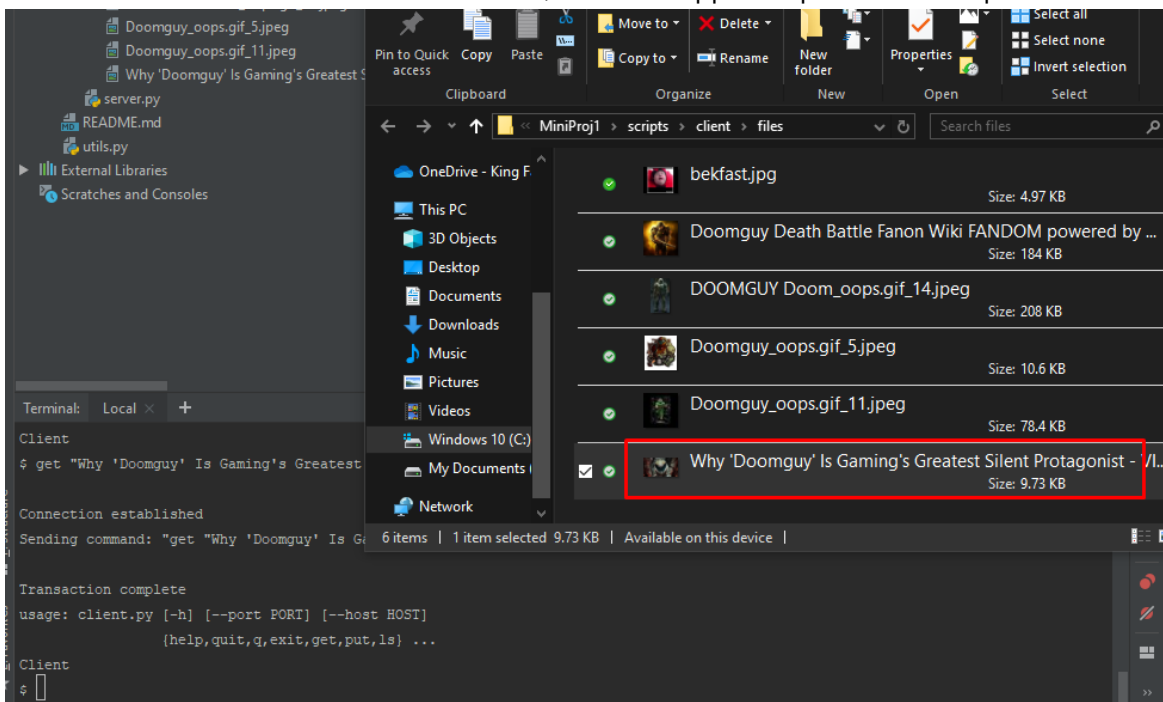 Doomguy_oops.gif_5.jpeg
Doomguy_oops.gif_11.jpeg
Why 'Doomguy' Is Gaming's Greatest S
server.py
README.md
utils.py
External Libraries
Scratches and Consoles
Pin to Quick access
Copy
Paste
Move to
Copy to
Delete
Rename
New folder
Properties
Select all
Select none
Invert selection
Clipboard
Organize
New
Open
Select
MiniProj1 > scripts > client > files
Search files
OneDrive - King F
This PC
3D Objects
Desktop
Documents
Downloads
Music
Pictures
Videos
Windows 10 (C:)
My Documents (
Network
bekfast.jpg
Size: 4.97 KB
Doomguy Death Battle Fanon Wiki FANDOM powered by ...
Size: 184 KB
DOOMGUY Doom_oops.gif_14.jpeg
Size: 208 KB
Doomguy_oops.gif_5.jpeg
Size: 10.6 KB
Doomguy_oops.gif_11.jpeg
Size: 78.4 KB
Why 'Doomguy' Is Gaming's Greatest Silent Protagonist - VI...
Size: 9.73 KB
6 items | 1 item selected 9.73 KB | Available on this device |
Terminal: Local × +
Client
$ get "Why 'Doomguy' Is Gaming's Greatest
Connection established
Sending command: "get "Why 'Doomguy' Is Ga
Transaction complete
usage: client.py [-h] [--port PORT] [--host HOST]
{help,quit,q,exit,get,put,ls} ...
Client
$